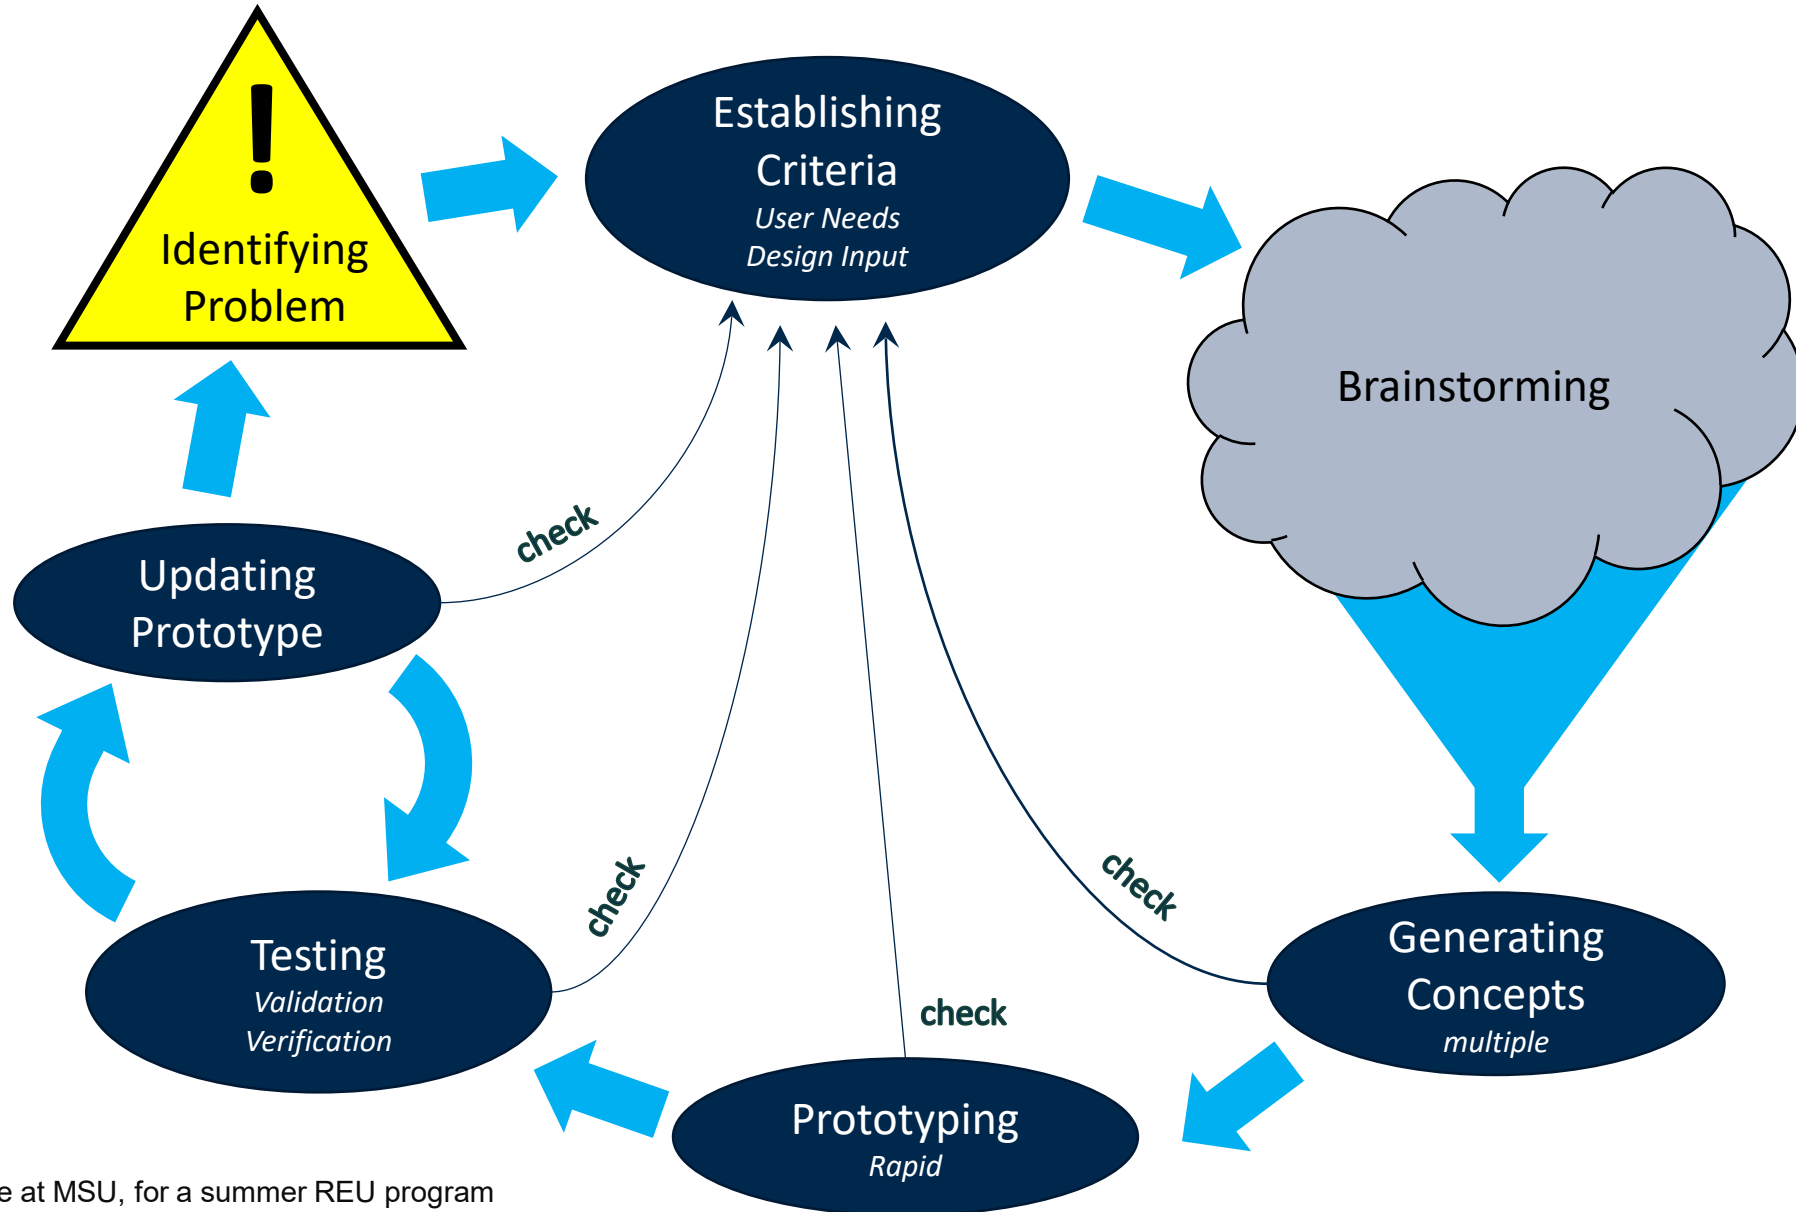 !
Identifying
Problem
Establishing
Criteria
User Needs
Design Input
Brainstorming
check
Updating
Prototype
check
check
Generating
Concepts
multiple
Testing
Validation
Verification
check
Prototyping
Rapid
at MSU, for a summer REU program